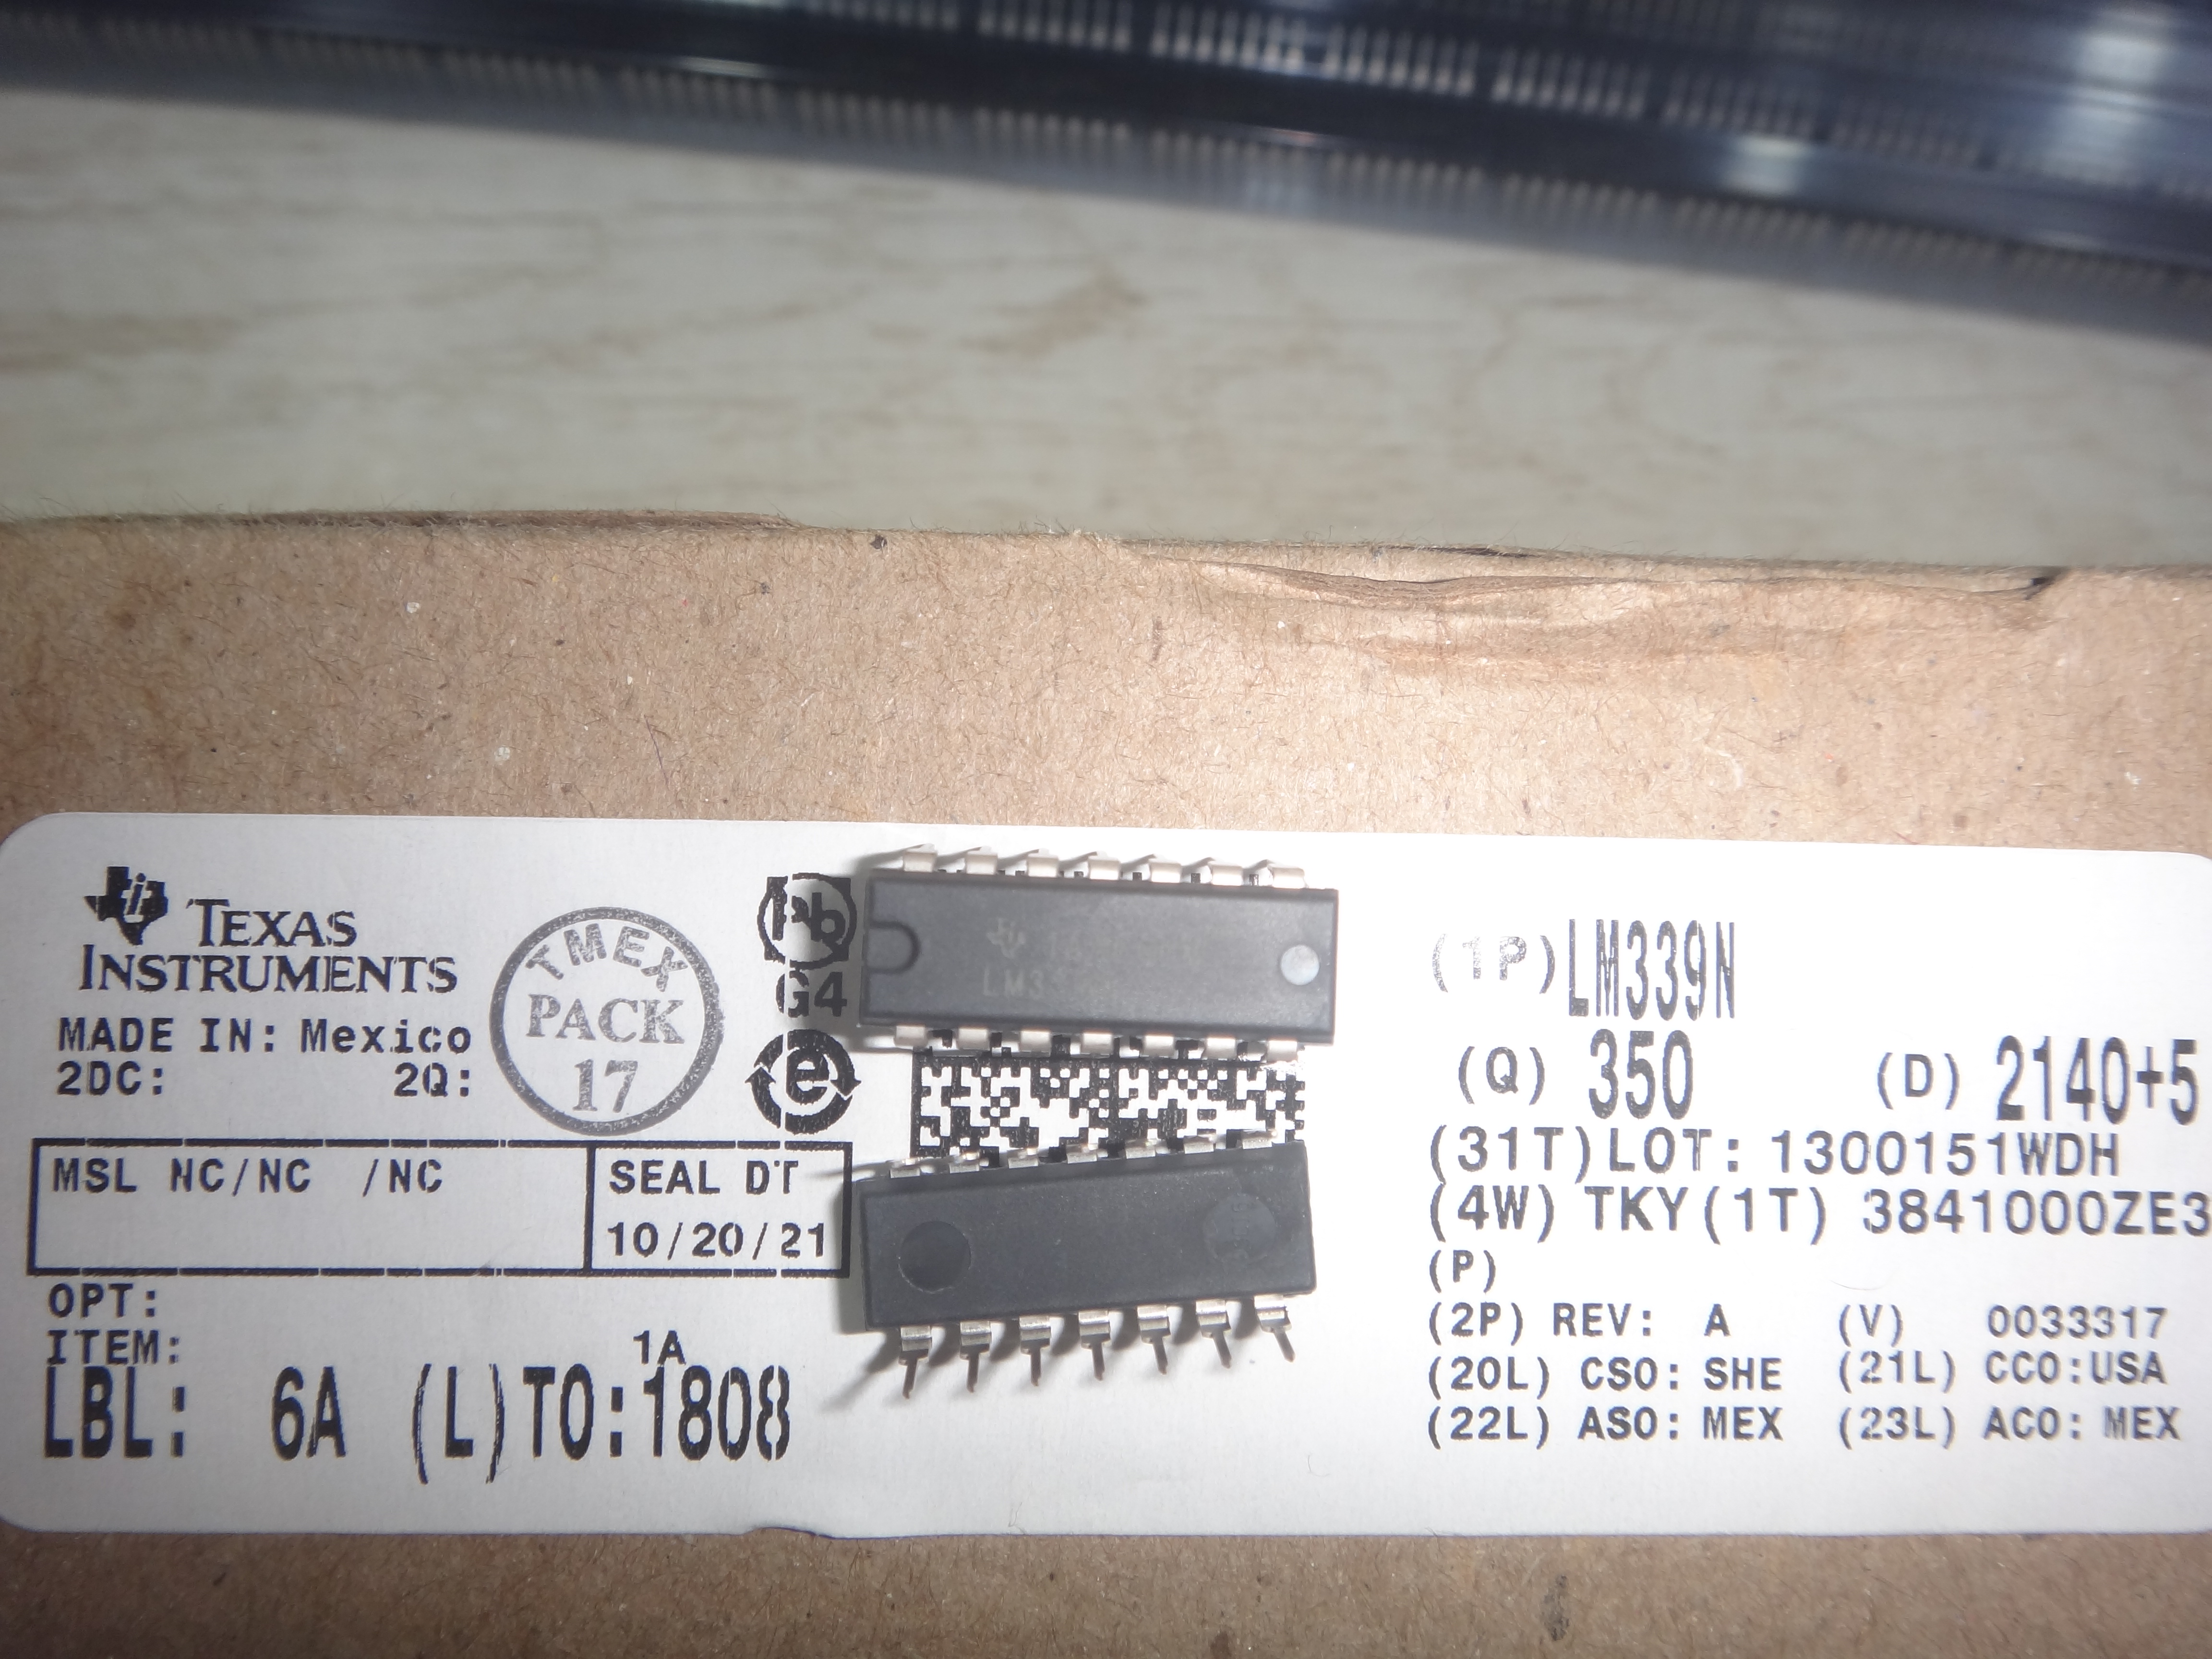 TEXAS
INSTRUMENTS
MADE IN: Mexico
2DC: 2Q:
TMEX
PACK
17
Pb
G4
e
MSL NC/NC /NC
SEAL DT
10/20/21
OPT:
ITEM:
1A
LBL: 6A (L)TO:1808
(1P)LM339N
(Q) 350 (D) 2140+5
(31T)LOT: 1300151WDH
(4W) TKY(1T) 3841000ZE3
(P)
(2P) REV: A (V) 0033317
(20L) CSO: SHE (21L) CCO:USA
(22L) ASO: MEX (23L) ACO: MEX